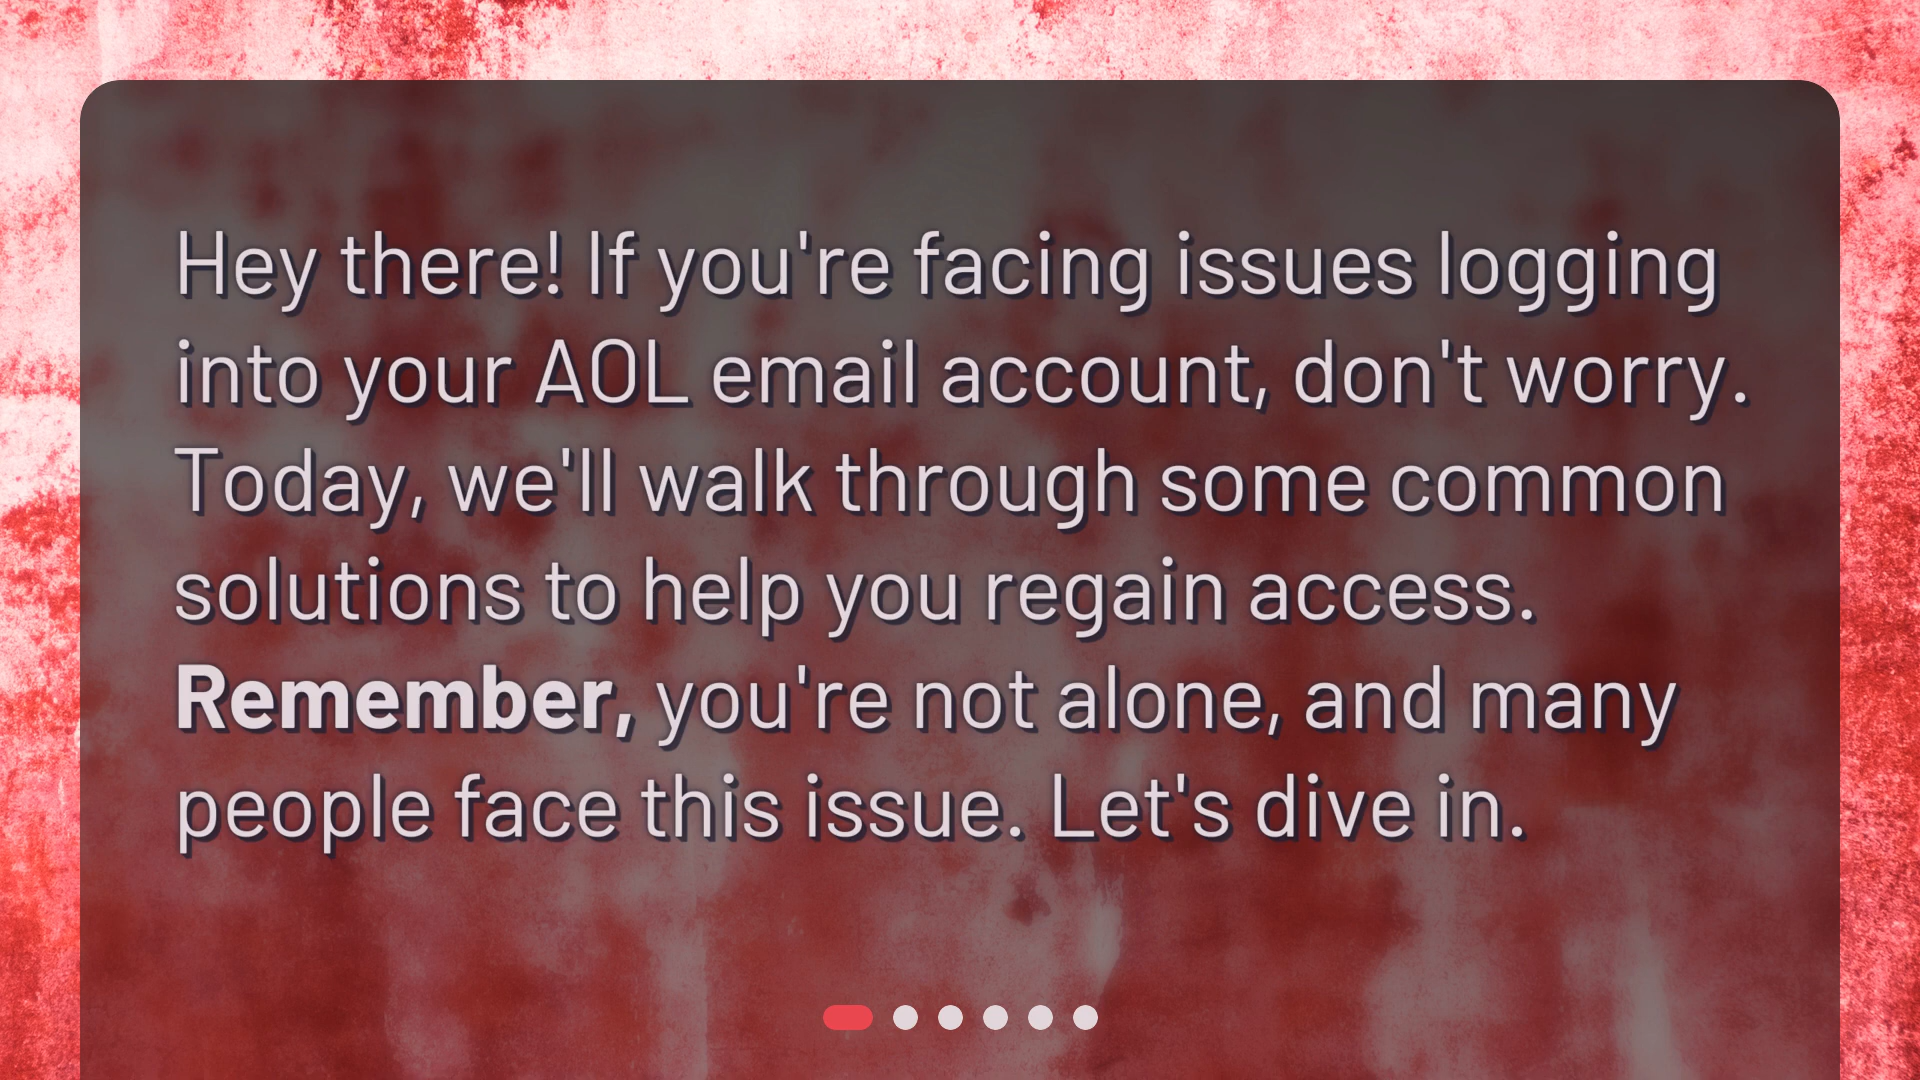 Hey there! If you're facing issues logging
into your AOL email account, don't worry.
Today, we'll walk through some common
solutions to help you regain access.
Remember, you're not alone, and many
people face this issue. Let's dive in.